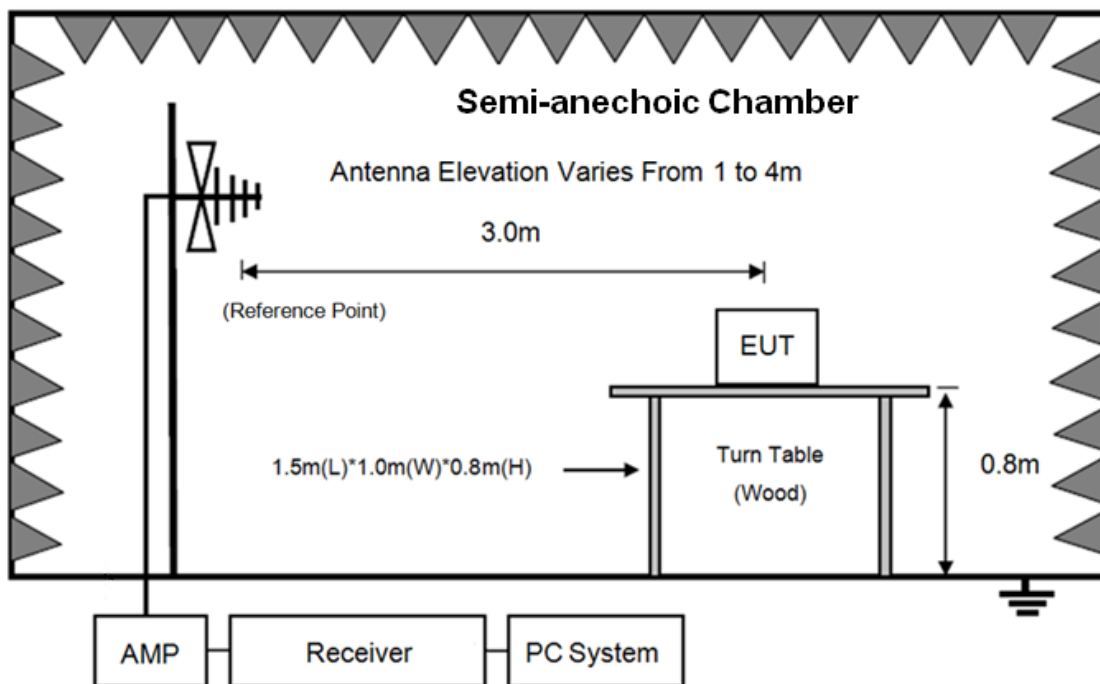 Semi-anechoic Chamber
Antenna Elevation Varies From 1 to 4m
3.0m
(Reference Point)
EUT
1.5m(L)*1.0m(W)*0.8m(H)
Turn Table
(Wood)
0.8m
AMP
Receiver
PC System